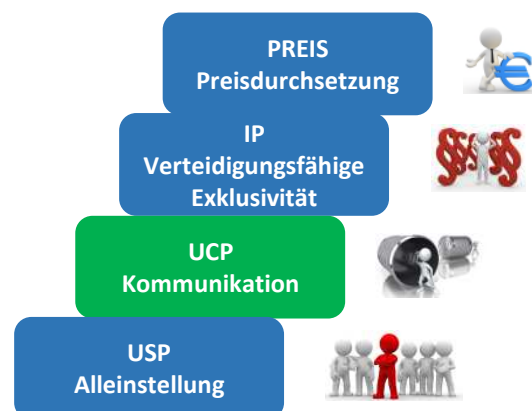 PREIS
Preisdurchsetzung
IP
Verteidigungsfähige
Exklusivität
UCP
Kommunikation
USP
Alleinstellung